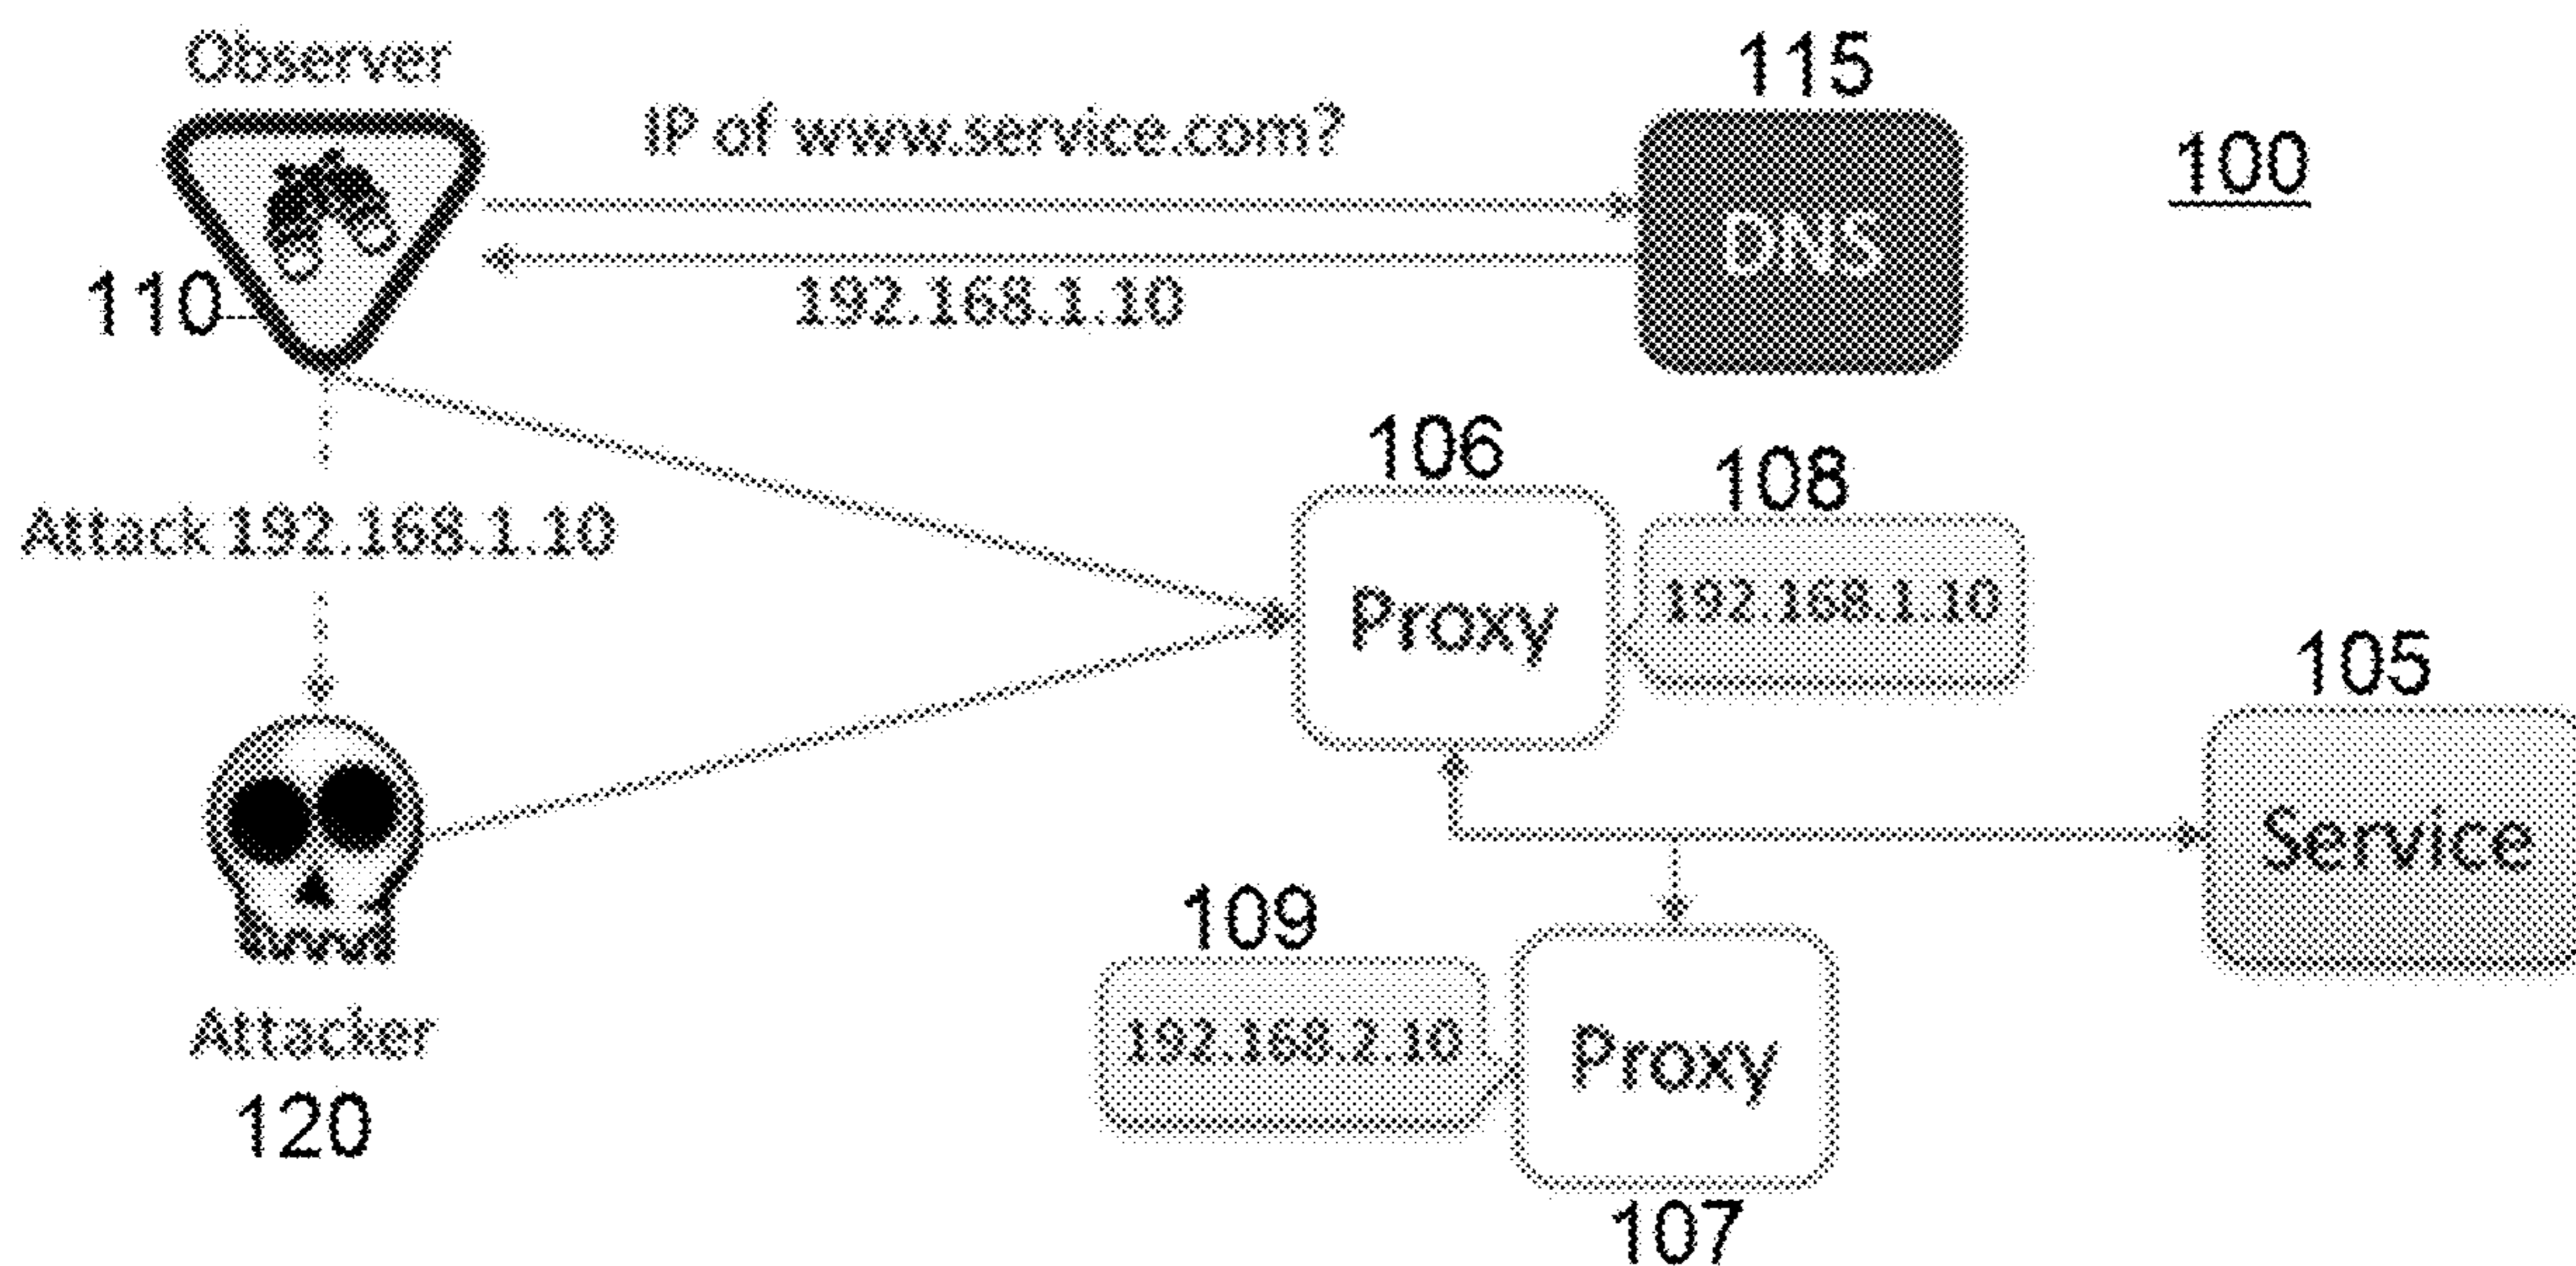 Observer
115
IP of www.service.com?
100
DNS
110
192.168.1.10
106
108
Attack 192.168.1.10
192.168.1.10
Proxy
105
Service
109
Attacker
192.168.2.10
Proxy
120
107